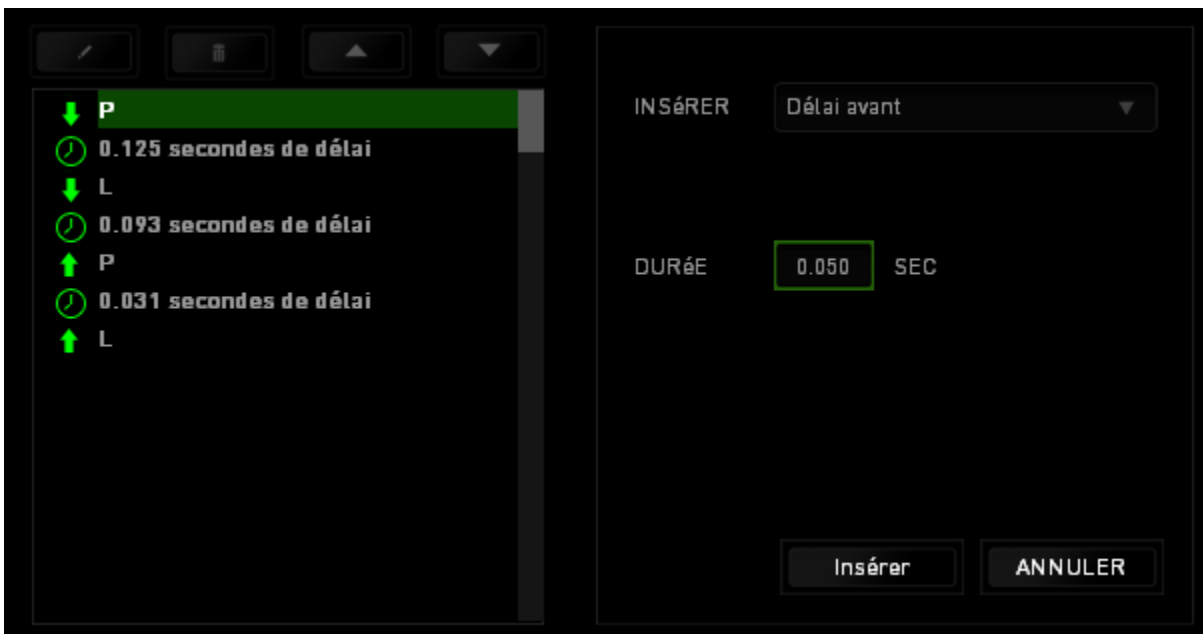 P
0.125 secondes de délai
L
0.093 secondes de délai
P
0.031 secondes de délai
L
INSéRER Délai avant
DURéE 0.050 SEC
Insérer ANNULER